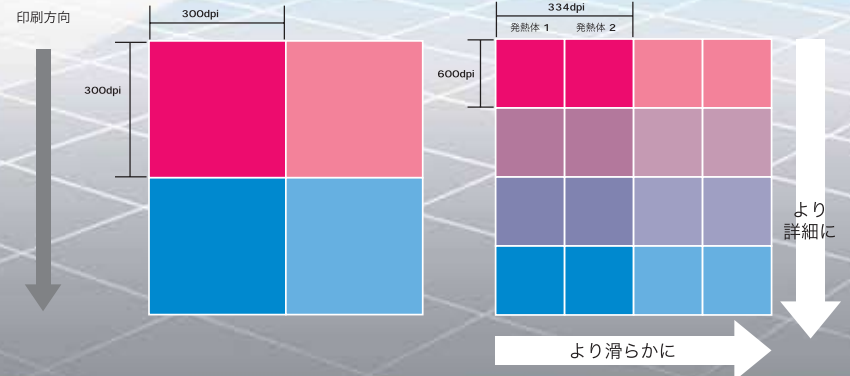 印刷方向
300dpi
300dpi
334dpi
発熱体 1
発熱体 2
600dpi
より
詳細に
より滑らかに